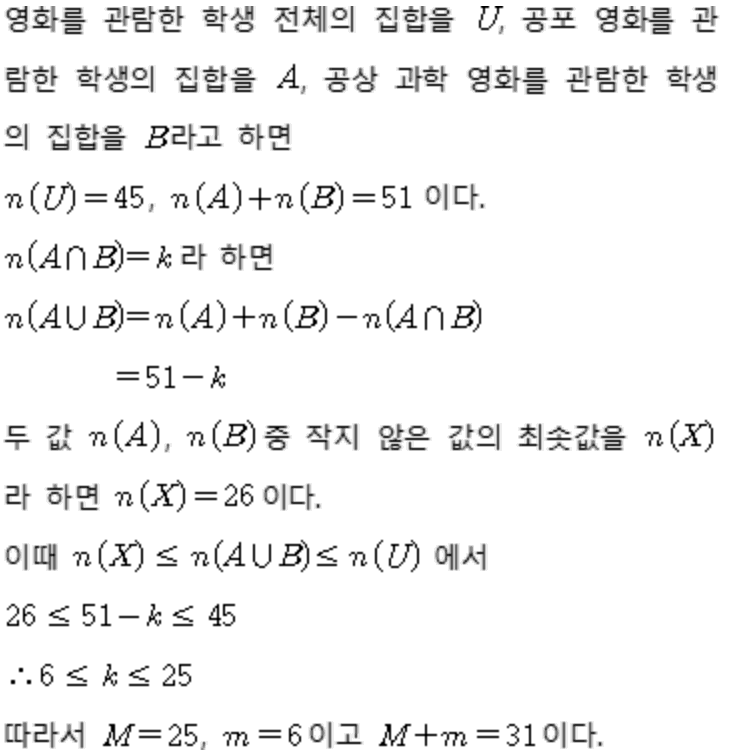 영화를 관람한 학생 전체의 집합을 U, 공포 영화를 관
람한 학생의 집합을 A, 공상 과학 영화를 관람한 학생
의 집합을 B라고 하면
n(U)=45, n(A)+n(B)=51 이다.
n(A∩B)=k 라 하면
n(A∪B)=n(A)+n(B)-n(A∩B)
=51-k
두 값 n(A), n(B) 중 작지 않은 값의 최솟값을 n(X)
라 하면 n(X)=26 이다.
이때 n(X) ≤ n(A∪B) ≤ n(U) 에서
26 ≤ 51-k ≤ 45
∴ 6 ≤ k ≤ 25
따라서 M=25, m=6 이고 M+m=31 이다.